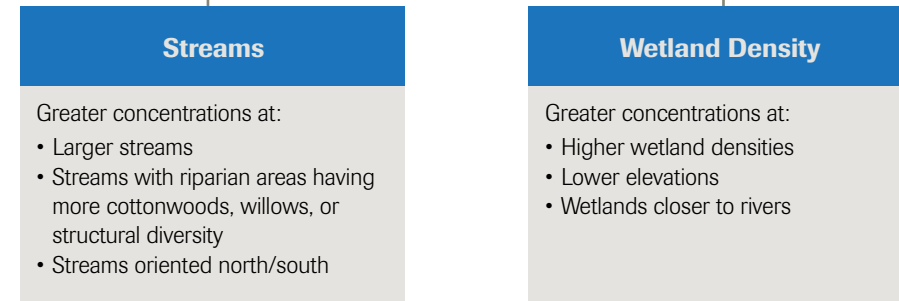 Streams
Greater concentrations at:
• Larger streams
• Streams with riparian areas having
more cottonwoods, willows, or
structural diversity
• Streams oriented north/south
Wetland Density
Greater concentrations at:
• Higher wetland densities
• Lower elevations
• Wetlands closer to rivers